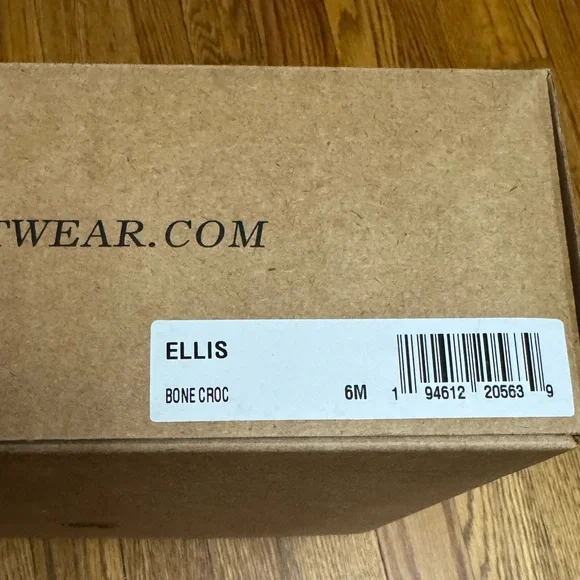 TWEAR.COM
ELLIS
BONE CROC 6M 1 94612 20563 9